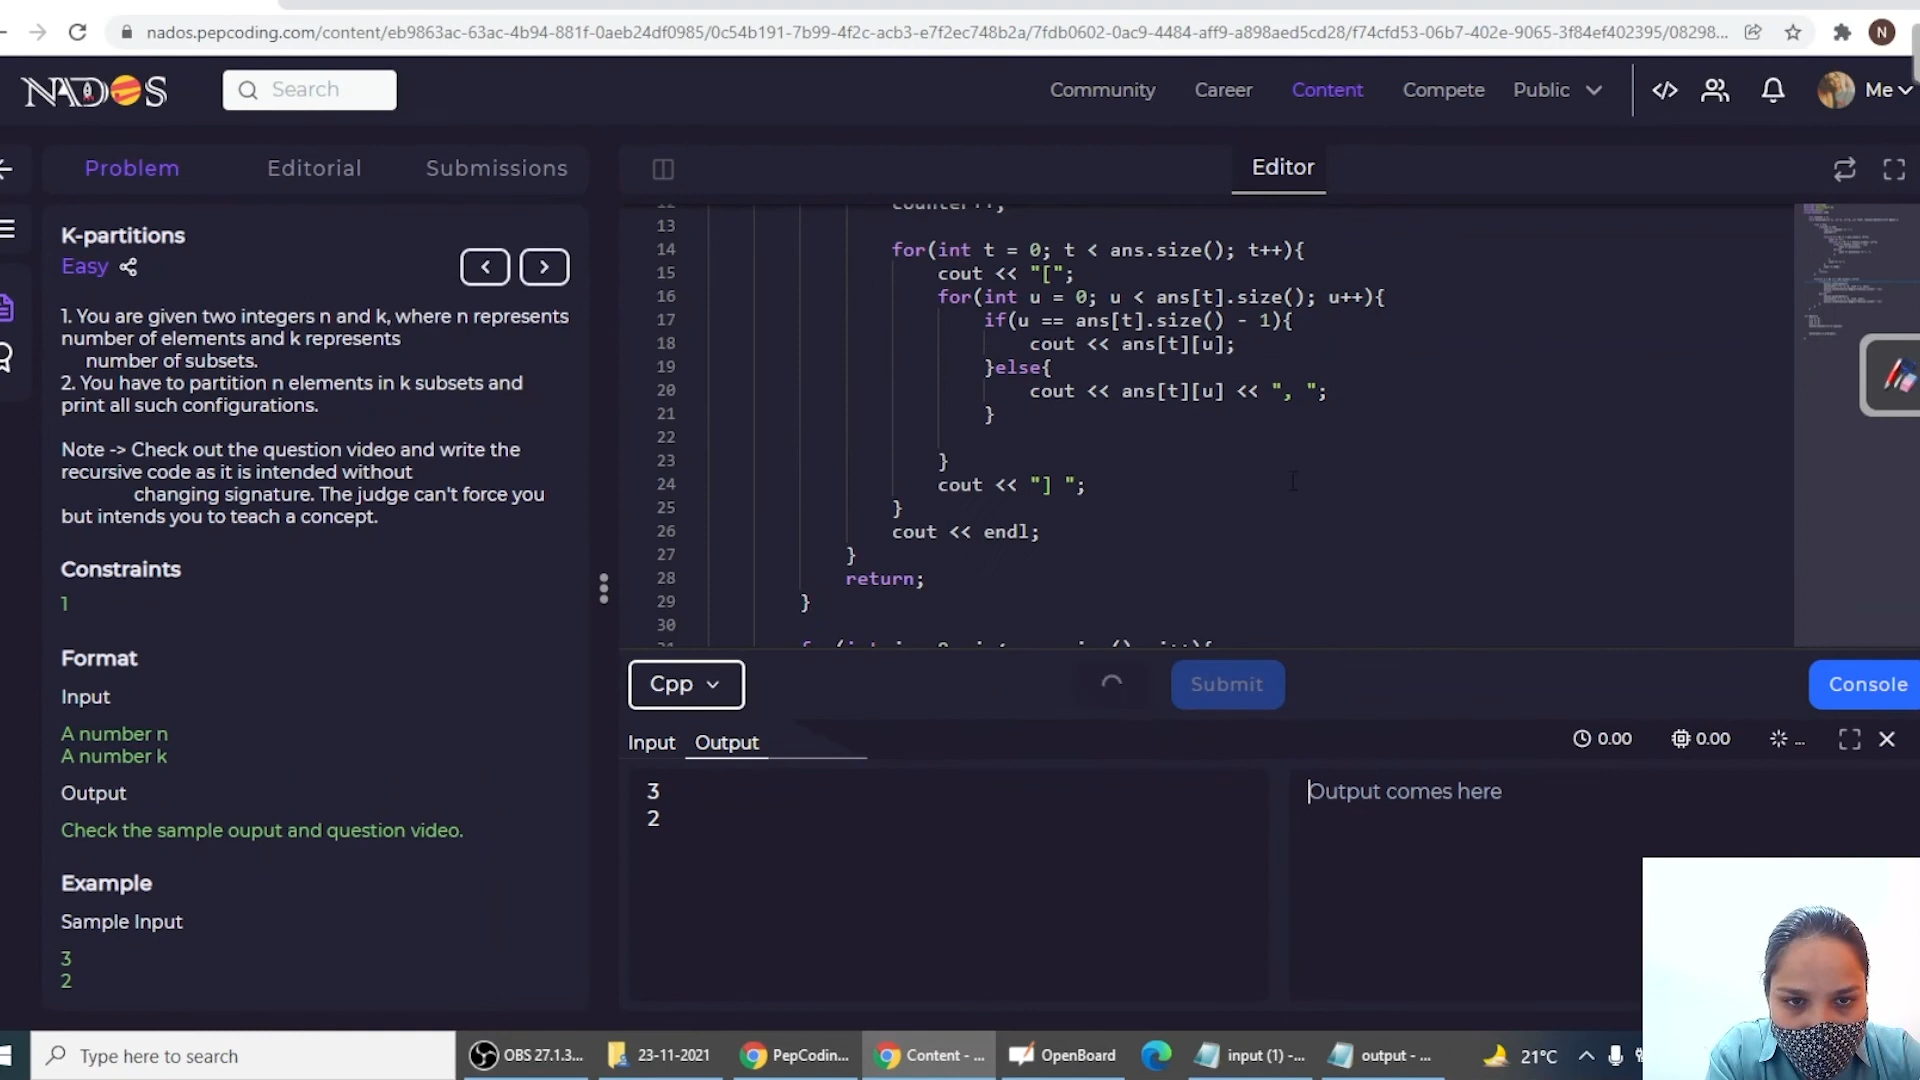 nados.pepcoding.com/content/eb9863ac-63ac-4b94-881f-0aeb24df0985/0c54b191-7b99-4f2c-acb3-e7f2ec748b2a/7fdb0602-0ac9-4484-aff9-a898aed5cd28/f74cfd53-06b7-402e-9065-3f84ef402395/08298...
N
NADOS
Search
Community
Career
Content
Compete
Public
Me
Problem
Editorial
Submissions
Editor
K-partitions
Easy
1. You are given two integers n and k, where n represents
number of elements and k represents
number of subsets.
2. You have to partition n elements in k subsets and
print all such configurations.
Note -> Check out the question video and write the
recursive code as it is intended without
changing signature. The judge can't force you
but intends you to teach a concept.
Constraints
1
Format
Input
A number n
A number k
Output
Check the sample ouput and question video.
Example
Sample Input
3
2
12 counter++;
13
14 for(int t = 0; t < ans.size(); t++){
15 cout << "[";
16 for(int u = 0; u < ans[t].size(); u++){
17 if(u == ans[t].size() - 1){
18 cout << ans[t][u];
19 }else{
20 cout << ans[t][u] << ", ";
21 }
22
23 }
24 cout << "] ";
25 }
26 cout << endl;
27 }
28 return;
29 }
30
Cpp
Submit
Console
Input
Output
0.00
0.00
...
3
2
Output comes here
Type here to search
OBS 27.1.3...
23-11-2021
PepCodin...
Content - ...
OpenBoard
input (1) -...
output - ...
21°C